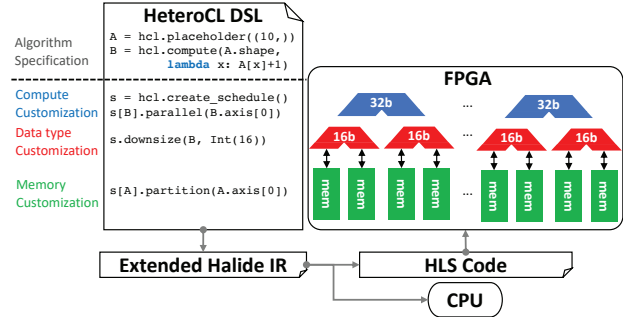 HeteroCL DSL
Algorithm
Specification
A = hcl.placeholder((10,))
B = hcl.compute(A.shape,
lambda x: A[x]+1)
Compute
Customization
s = hcl.create_schedule()
s[B].parallel(B.axis[0])
Data type
Customization
s.downsize(B, Int(16))
Memory
Customization
s[A].partition(A.axis[0])
FPGA
32b ... 32b
16b 16b ... 16b 16b
mem mem mem mem ... mem mem mem mem
Extended Halide IR
HLS Code
CPU